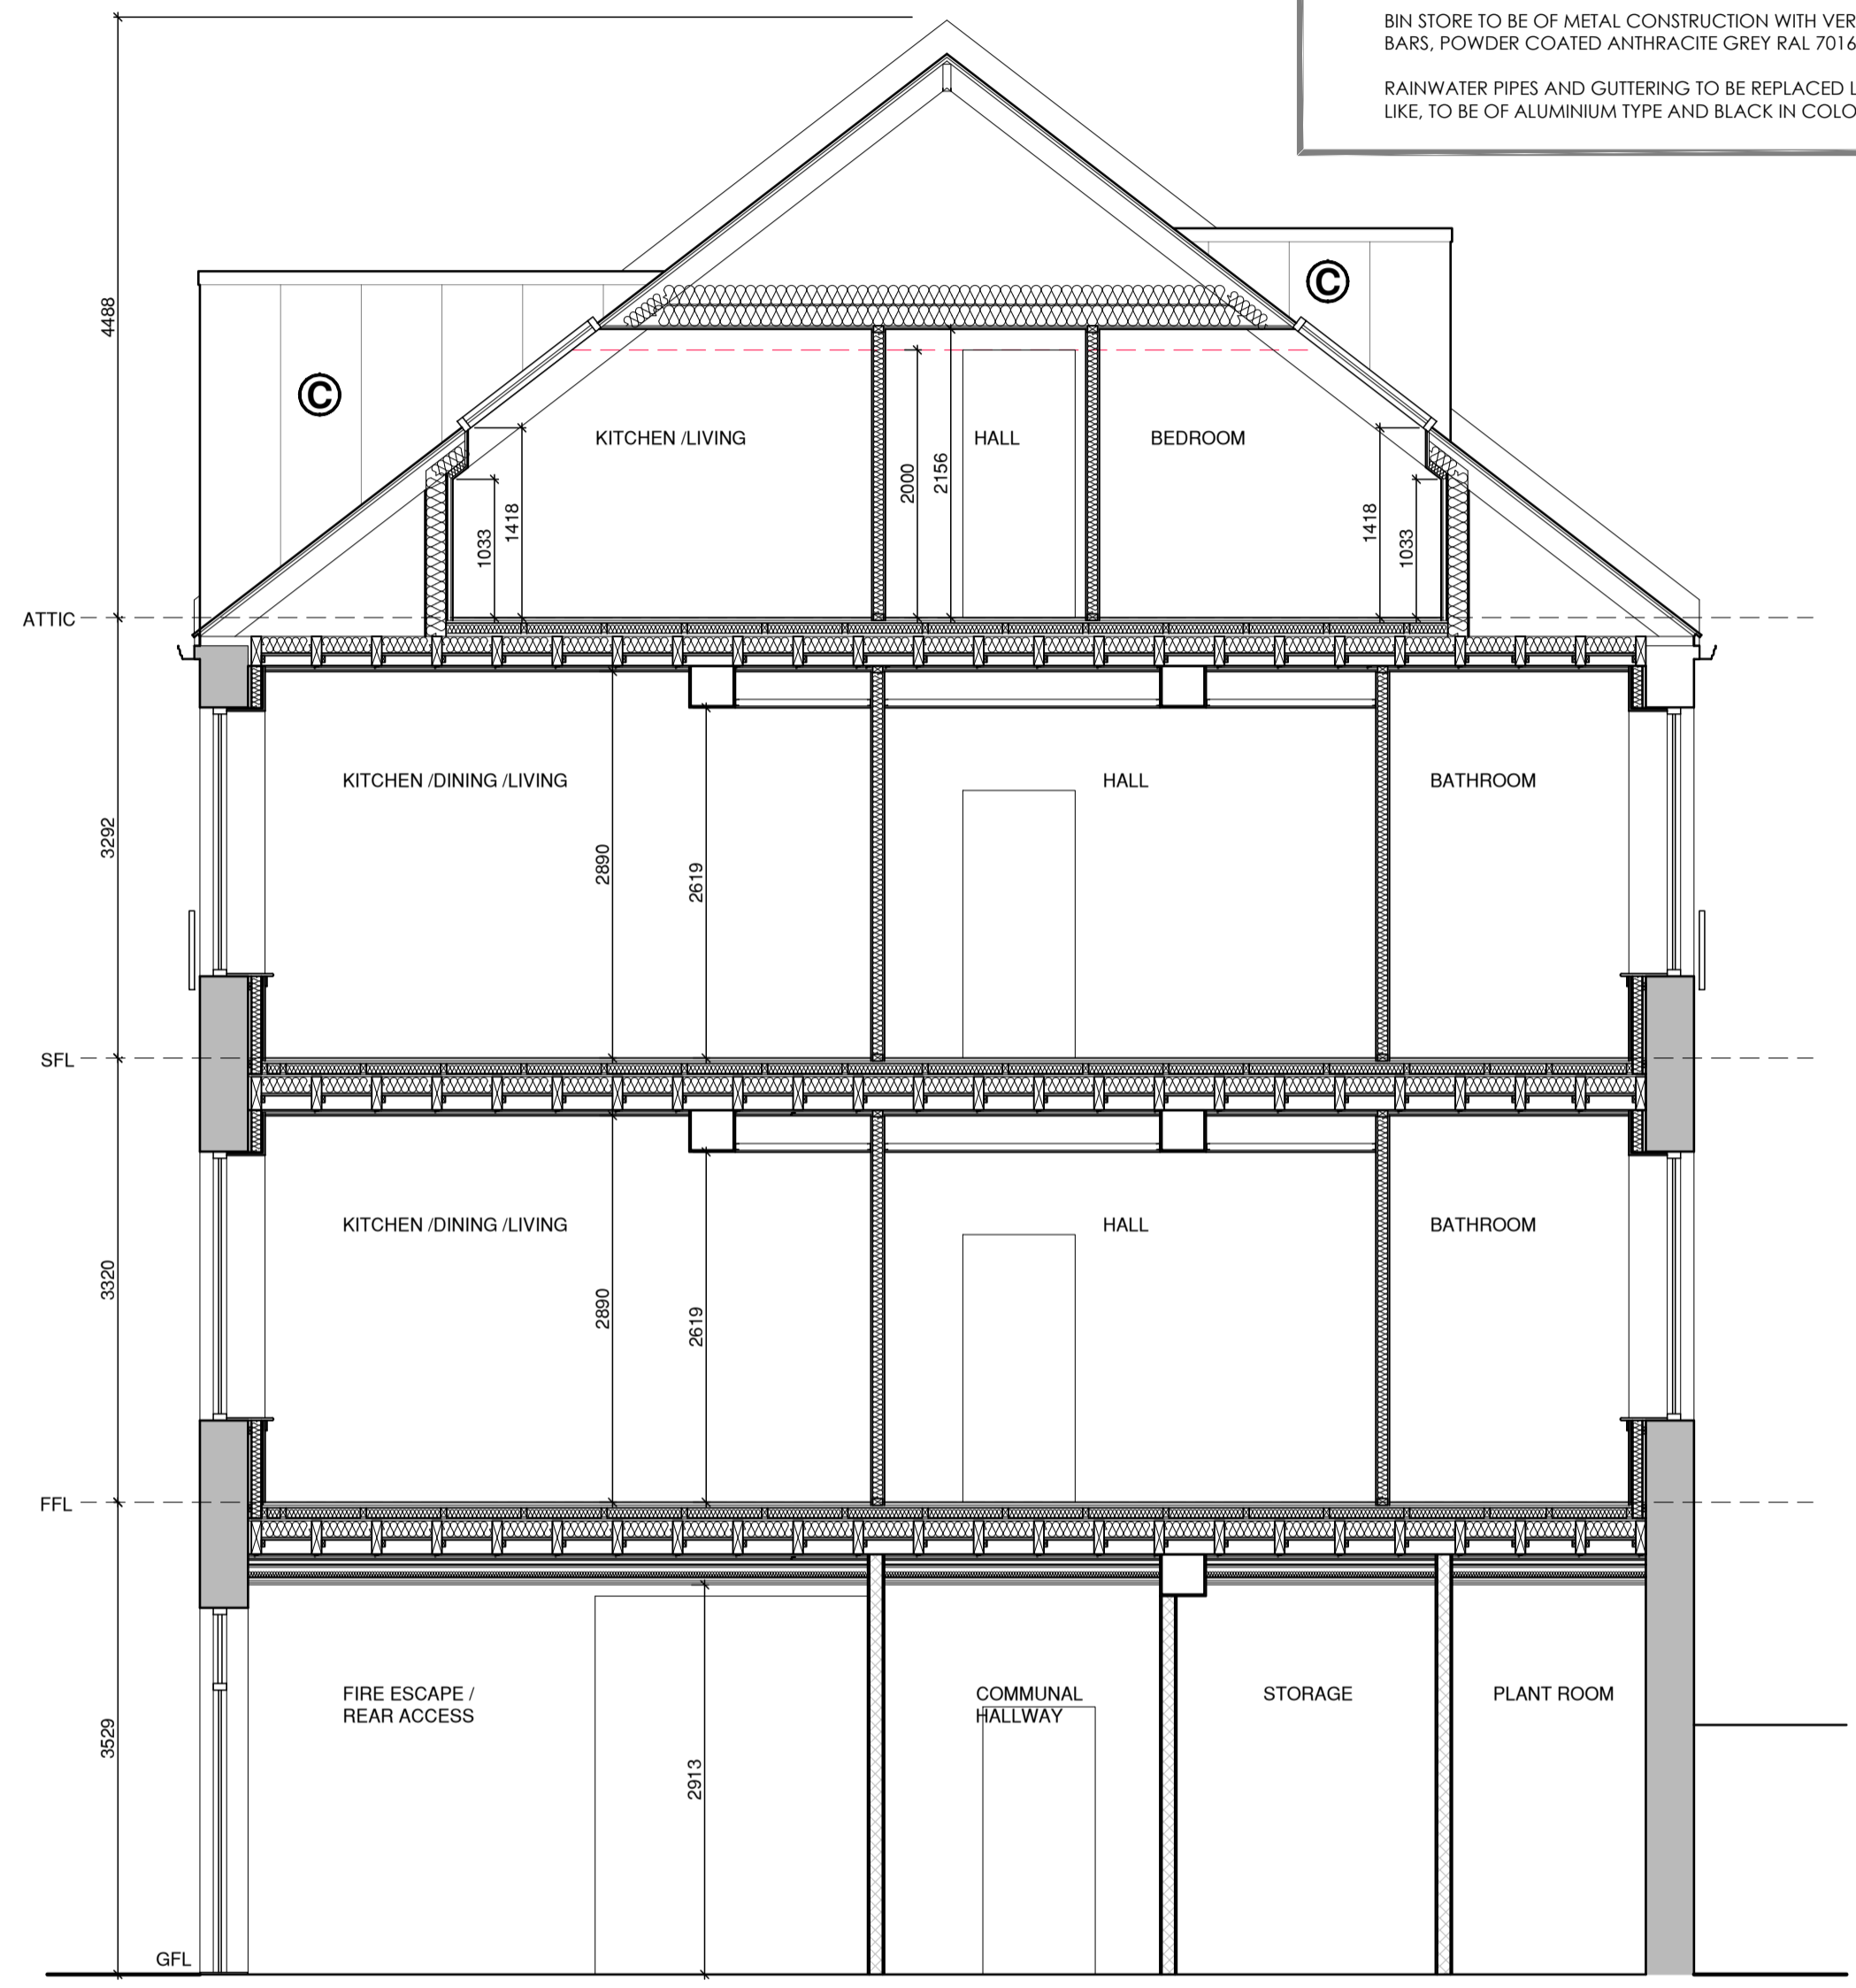 BIN STORE TO BE OF METAL CONSTRUCTION WITH VER
BARS, POWDER COATED ANTHRACITE GREY RAL 7016
RAINWATER PIPES AND GUTTERING TO BE REPLACED L
LIKE, TO BE OF ALUMINIUM TYPE AND BLACK IN COLO
4488
©
©
KITCHEN /LIVING
HALL
BEDROOM
1033
1418
2000
2156
1418
1033
ATTIC
3292
KITCHEN /DINING /LIVING
HALL
BATHROOM
2890
2619
SFL
3320
KITCHEN /DINING /LIVING
HALL
BATHROOM
2890
2619
FFL
3529
FIRE ESCAPE /
REAR ACCESS
COMMUNAL
HALLWAY
STORAGE
PLANT ROOM
2913
GFL